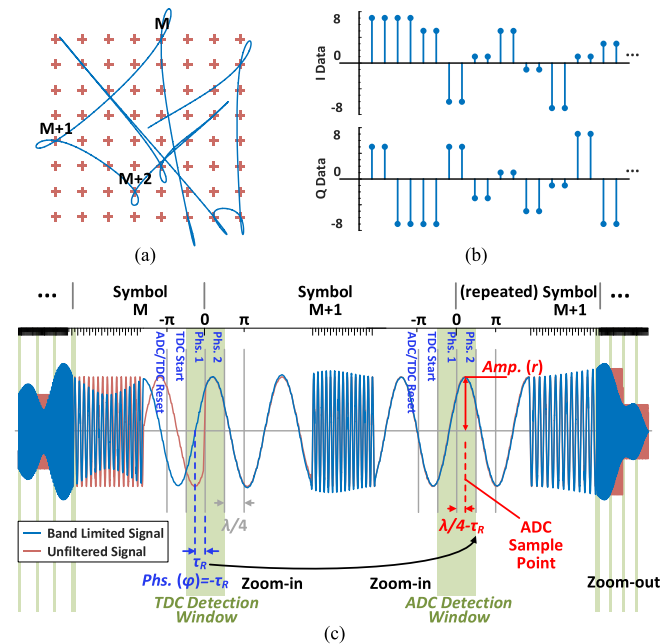 M
M+1
M+2
(a)
8
I Data
0
-8
...
8
Q Data
0
-8
...
(b)
... Symbol M Symbol M+1 (repeated) Symbol M+1 ...
-π 0 π -π 0 π
ADC/TDC Reset
TDC Start
Phs. 1
Phs. 2
ADC/TDC Reset
TDC Start
Phs. 1
Phs. 2
Amp. (r)
λ/4
λ/4-τR
ADC
Sample
Point
Band Limited Signal
Unfiltered Signal
τR
Phs. (φ)=-τR
Zoom-in
Zoom-in
Zoom-out
TDC Detection
Window
ADC Detection
Window
(c)